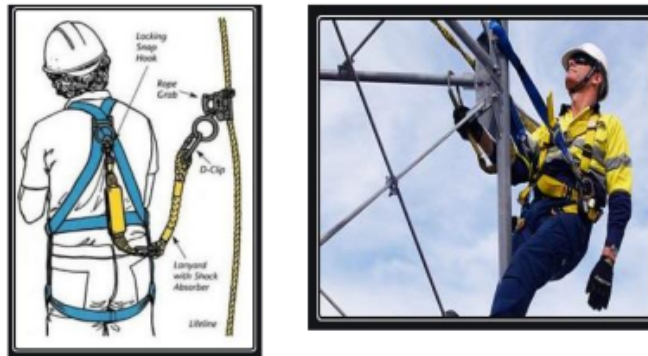 Locking
Snap
Hook
Rope
Grab
D-Clip
Lanyard
with Shock
Absorber
Lifeline